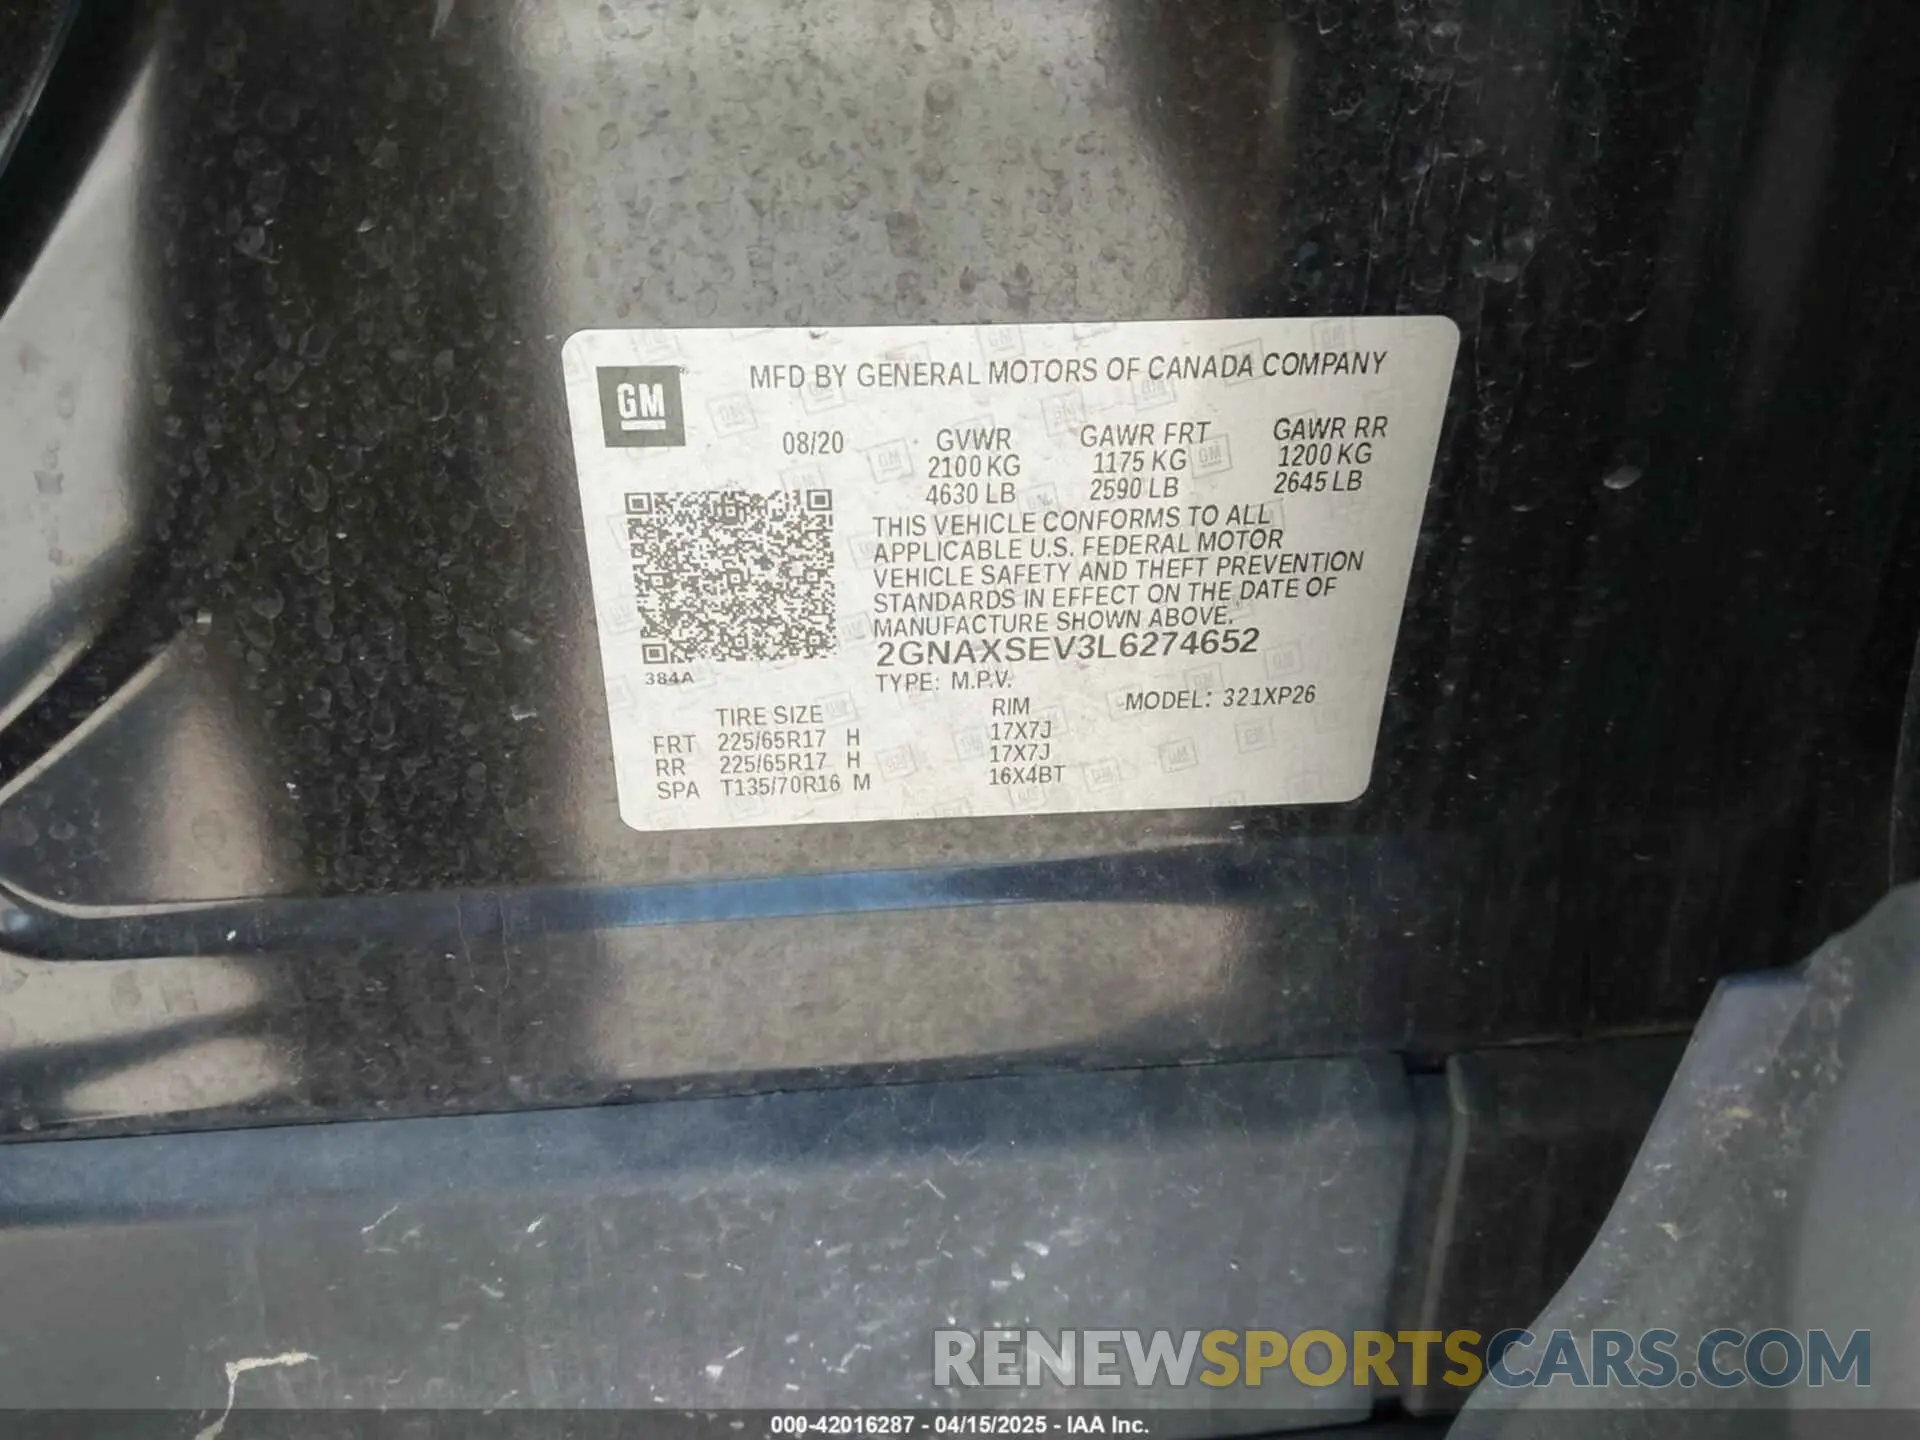 GM
MFD BY GENERAL MOTORS OF CANADA COMPANY
08/20 GVWR GAWR FRT GAWR RR
2100 KG 1175 KG 1200 KG
4630 LB 2590 LB 2645 LB
THIS VEHICLE CONFORMS TO ALL
APPLICABLE U.S. FEDERAL MOTOR
VEHICLE SAFETY AND THEFT PREVENTION
STANDARDS IN EFFECT ON THE DATE OF
MANUFACTURE SHOWN ABOVE.
2GNAXSEV3L6274652
384A
TYPE: M.P.V. MODEL: 321XP26
TIRE SIZE RIM
FRT 225/65R17 H 17X7J
RR 225/65R17 H 17X7J
SPA T135/70R16 M 16X4BT
RENEWSPORTSCARS.COM
000-42016287 - 04/15/2025 - IAA Inc.